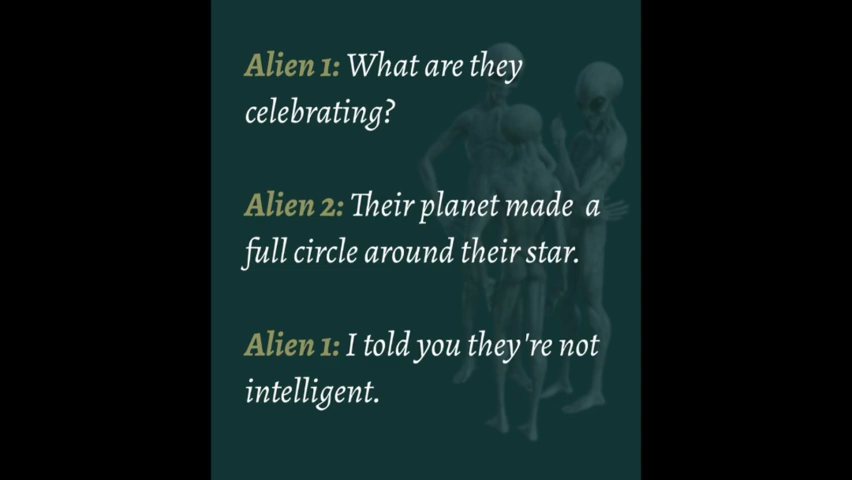 Alien 1: What are they
celebrating?
Alien 2: Their planet made a
full circle around their star.
Alien 1: I told you they're not
intelligent.